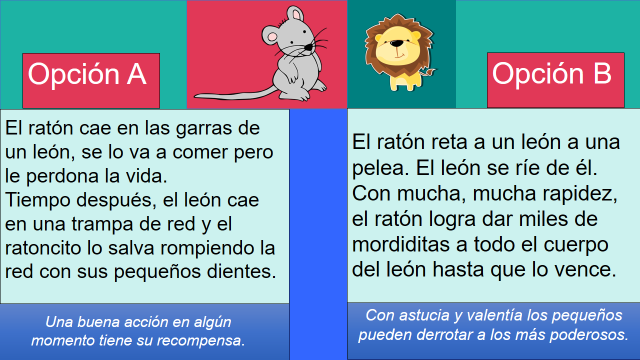 Opción A
El ratón cae en las garras de
un león, se lo va a comer pero
le perdona la vida.
Tiempo después, el león cae
en una trampa de red y el
ratoncito lo salva rompiendo la
red con sus pequeños dientes.
Una buena acción en algún
momento tiene su recompensa.
Opción B
El ratón reta a un león a una
pelea. El león se ríe de él.
Con mucha, mucha rapidez,
el ratón logra dar miles de
mordiditas a todo el cuerpo
del león hasta que lo vence.
Con astucia y valentía los pequeños
pueden derrotar a los más poderosos.